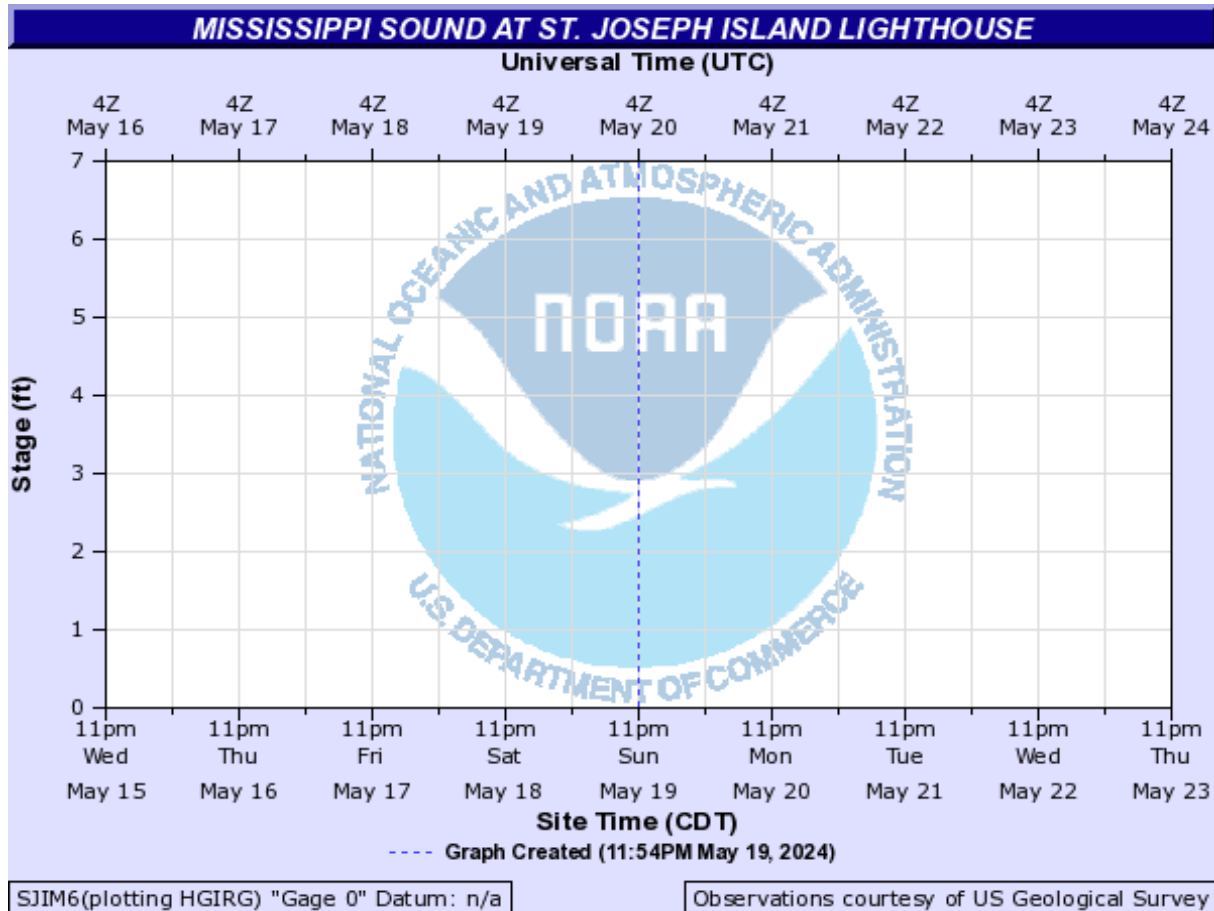 MISSISSIPPI SOUND AT ST. JOSEPH ISLAND LIGHTHOUSE
Universal Time (UTC)
4Z 4Z 4Z 4Z 4Z 4Z 4Z 4Z 4Z
May 16 May 17 May 18 May 19 May 20 May 21 May 22 May 23 May 24
7
6
5
4
3
2
1
0
Stage (ft)
NATIONAL OCEANIC AND ATMOSPHERIC ADMINISTRATION
NOAA
U.S. DEPARTMENT OF COMMERCE
11pm 11pm 11pm 11pm 11pm 11pm 11pm 11pm 11pm
Wed Thu Fri Sat Sun Mon Tue Wed Thu
May 15 May 16 May 17 May 18 May 19 May 20 May 21 May 22 May 23
Site Time (CDT)
---- Graph Created (11:54PM May 19, 2024)
SJIM6(plotting HGIRG) "Gage 0" Datum: n/a
Observations courtesy of US Geological Survey